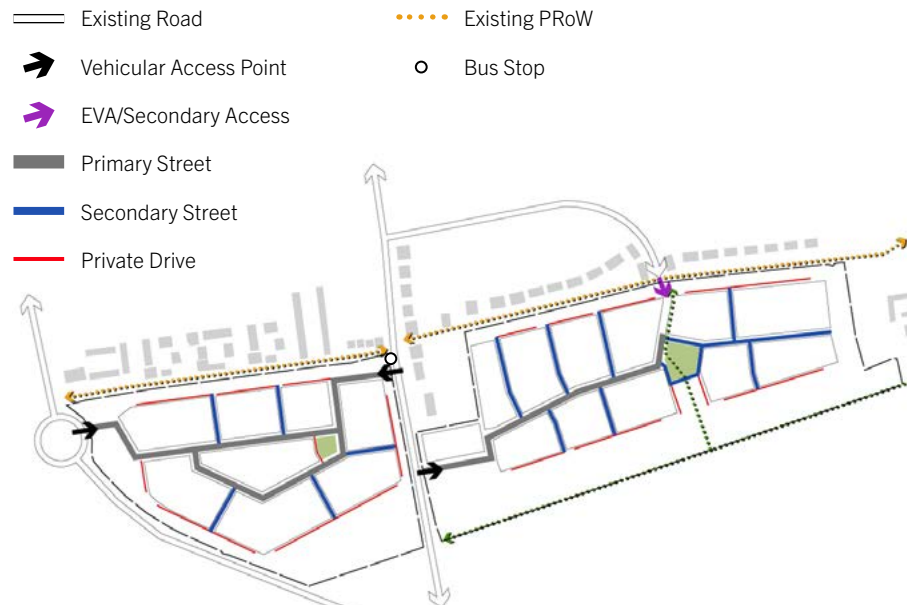 Existing Road
Vehicular Access Point
EVA/Secondary Access
Primary Street
Secondary Street
Private Drive
Existing PRoW
Bus Stop